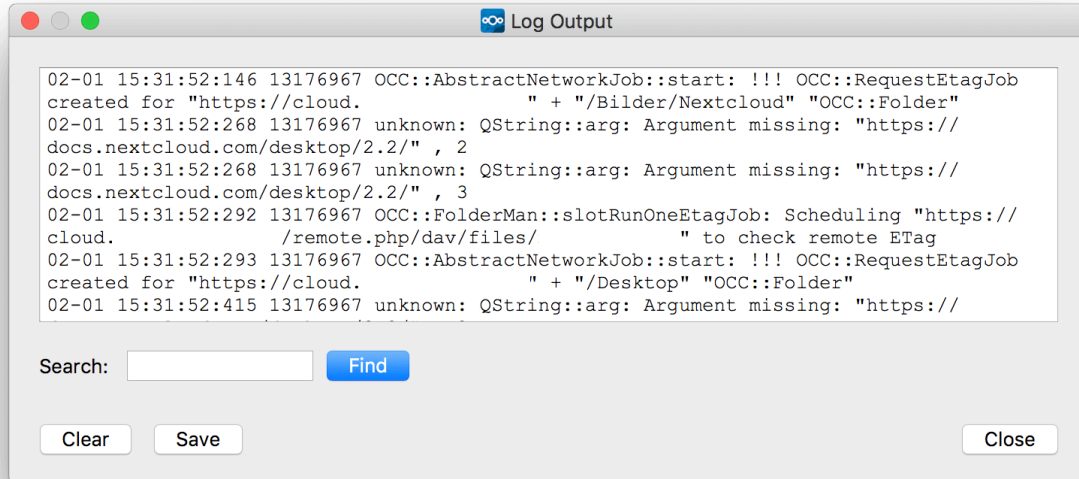 Log Output
02-01 15:31:52:146 13176967 OCC::AbstractNetworkJob::start: !!! OCC::RequestEtagJob
created for "https://cloud. " + "/Bilder/Nextcloud" "OCC::Folder"
02-01 15:31:52:268 13176967 unknown: QString::arg: Argument missing: "https://
docs.nextcloud.com/desktop/2.2/" , 2
02-01 15:31:52:268 13176967 unknown: QString::arg: Argument missing: "https://
docs.nextcloud.com/desktop/2.2/" , 3
02-01 15:31:52:292 13176967 OCC::FolderMan::slotRunOneEtagJob: Scheduling "https://
cloud. /remote.php/dav/files/ " to check remote ETag
02-01 15:31:52:293 13176967 OCC::AbstractNetworkJob::start: !!! OCC::RequestEtagJob
created for "https://cloud. " + "/Desktop" "OCC::Folder"
02-01 15:31:52:415 13176967 unknown: QString::arg: Argument missing: "https://
Search:
Find
Clear
Save
Close